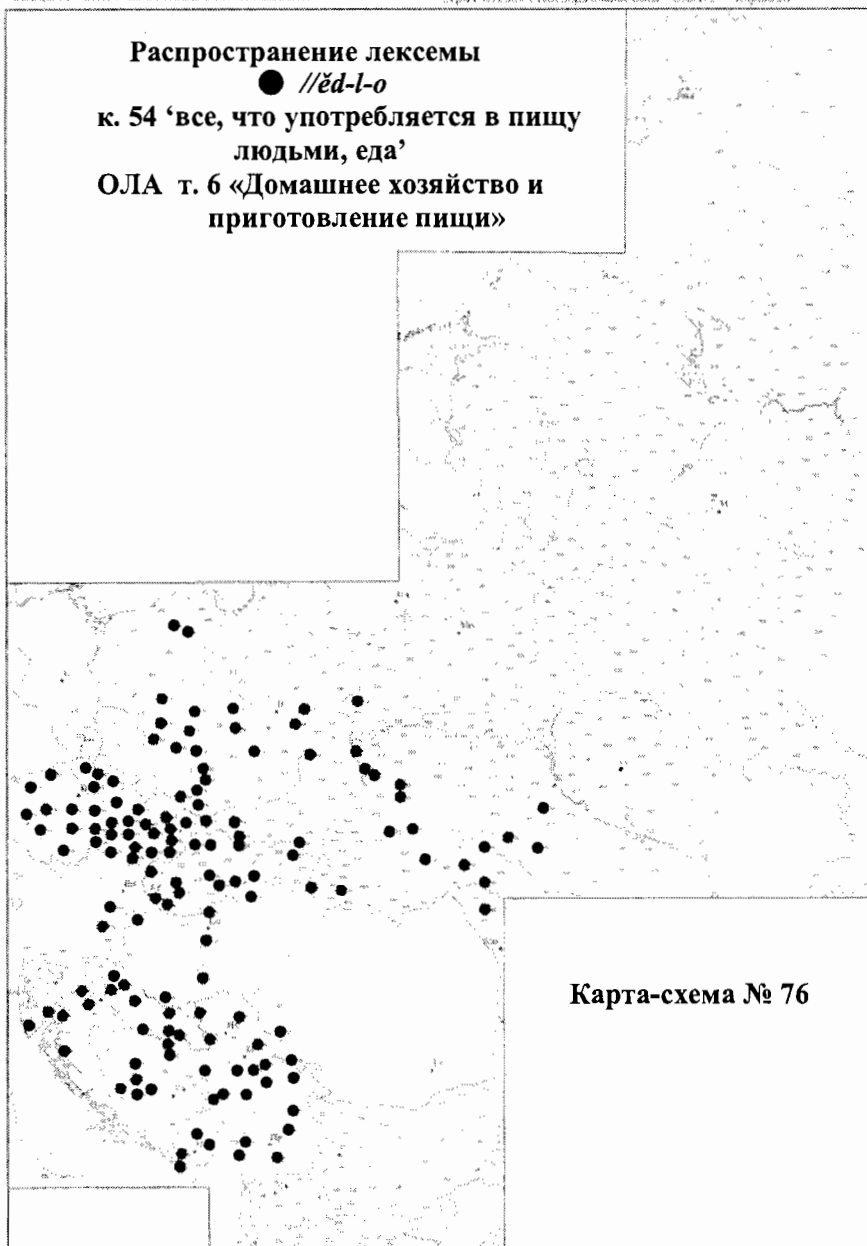 Распространение лексемы
● //ěd-l-o
к. 54 ‘все, что употребляется в пищу
людьми, еда’
ОЛА т. 6 «Домашнее хозяйство и
приготовление пищи»
Карта-схема № 76